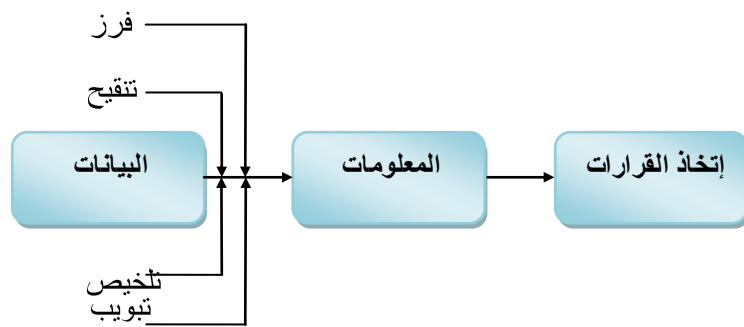 فرز
تنقيح
البيانات
المعلومات
إتخاذ القرارات
تلخيص
تبويب